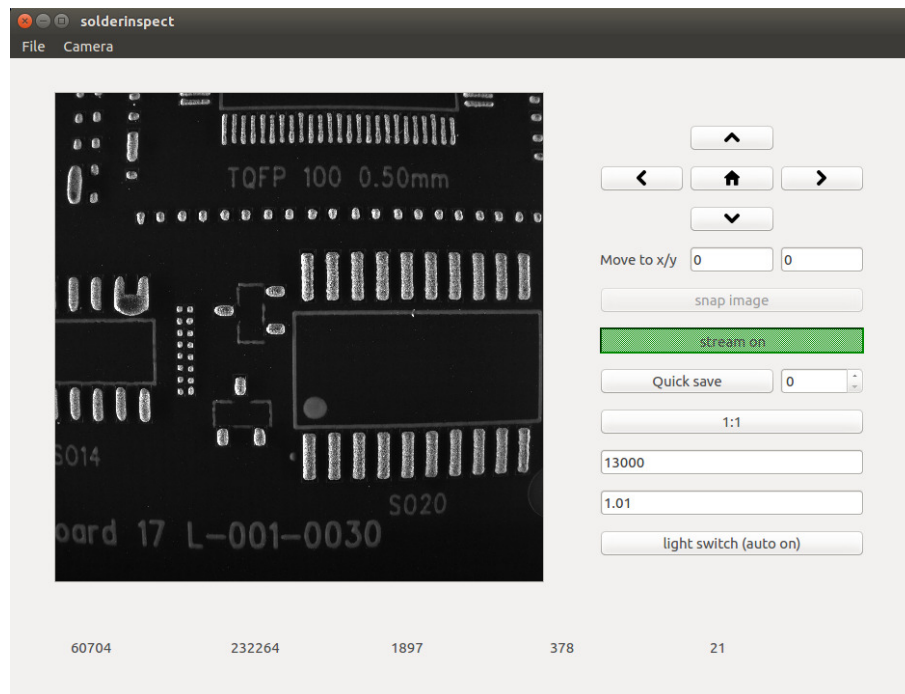 solderinspect
File Camera
TQFP 100 0.50mm
SO14
SO20
oard 17 L-001-0030
Move to x/y 0 0
snap image
stream on
Quick save 0
1:1
13000
1.01
light switch (auto on)
60704 232264 1897 378 21